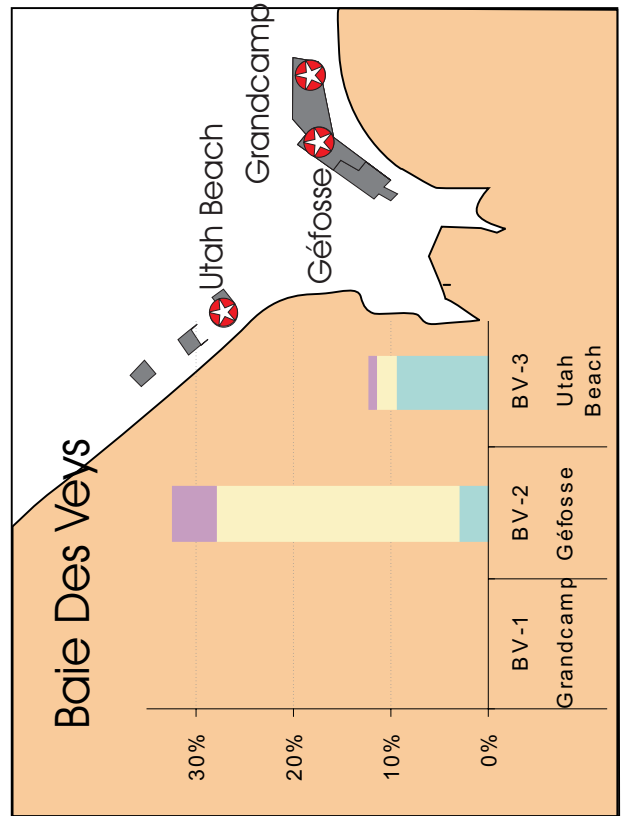 Baie Des Veys
Utah Beach
Grandcamp
Géfosse
30%
20%
10%
0%
BV-1
Grandcamp
BV-2
Géfosse
BV-3
Utah
Beach